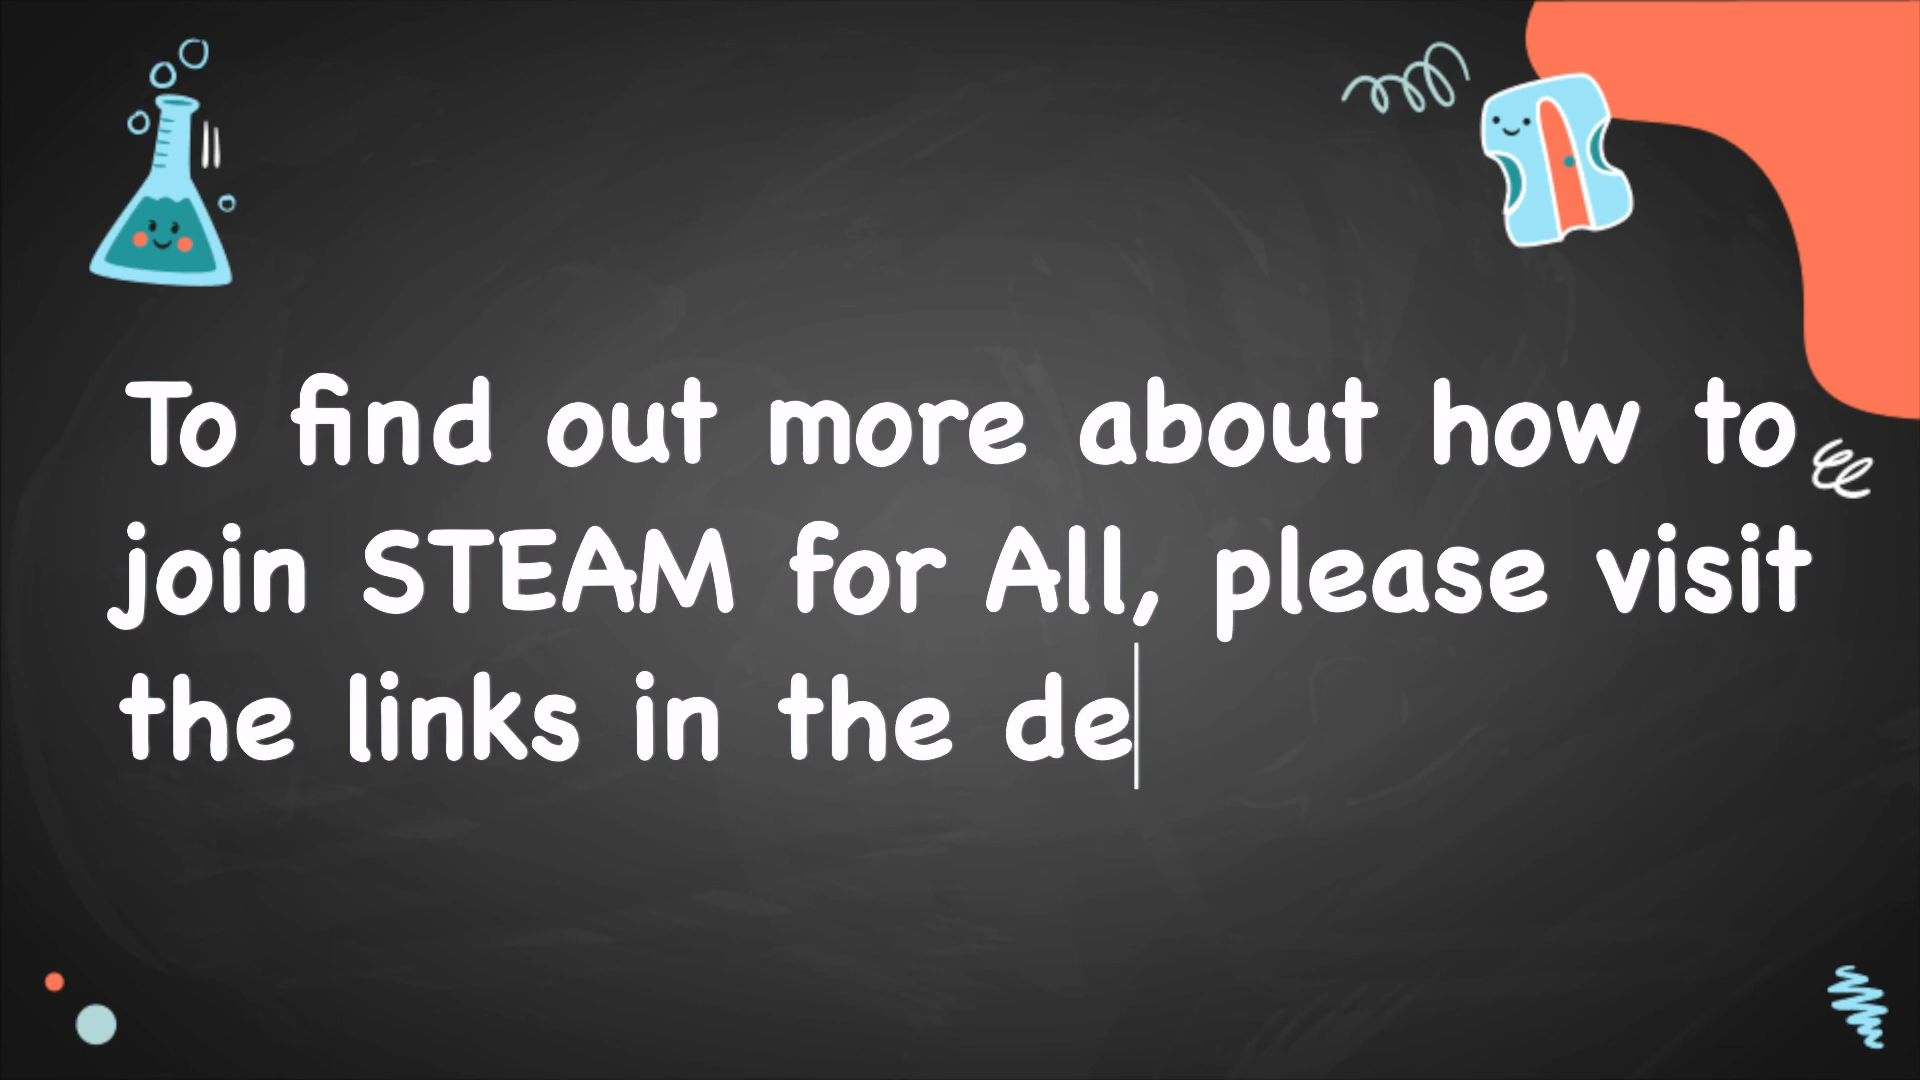 To find out more about how to
join STEAM for All, please visit
the links in the de